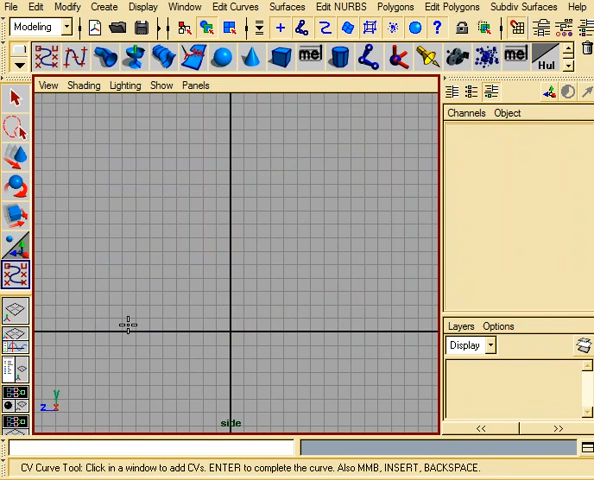 File Edit Modify Create Display Window Edit Curves Surfaces Edit NURBS Polygons Edit Polygons Subdiv Surfaces Help
Modeling
mel mel Hul
View Shading Lighting Show Panels
Channels Object
Layers Options
Display
y
z x
side
<< >>
CV Curve Tool: Click in a window to add CVs. ENTER to complete the curve. Also MMB, INSERT, BACKSPACE.